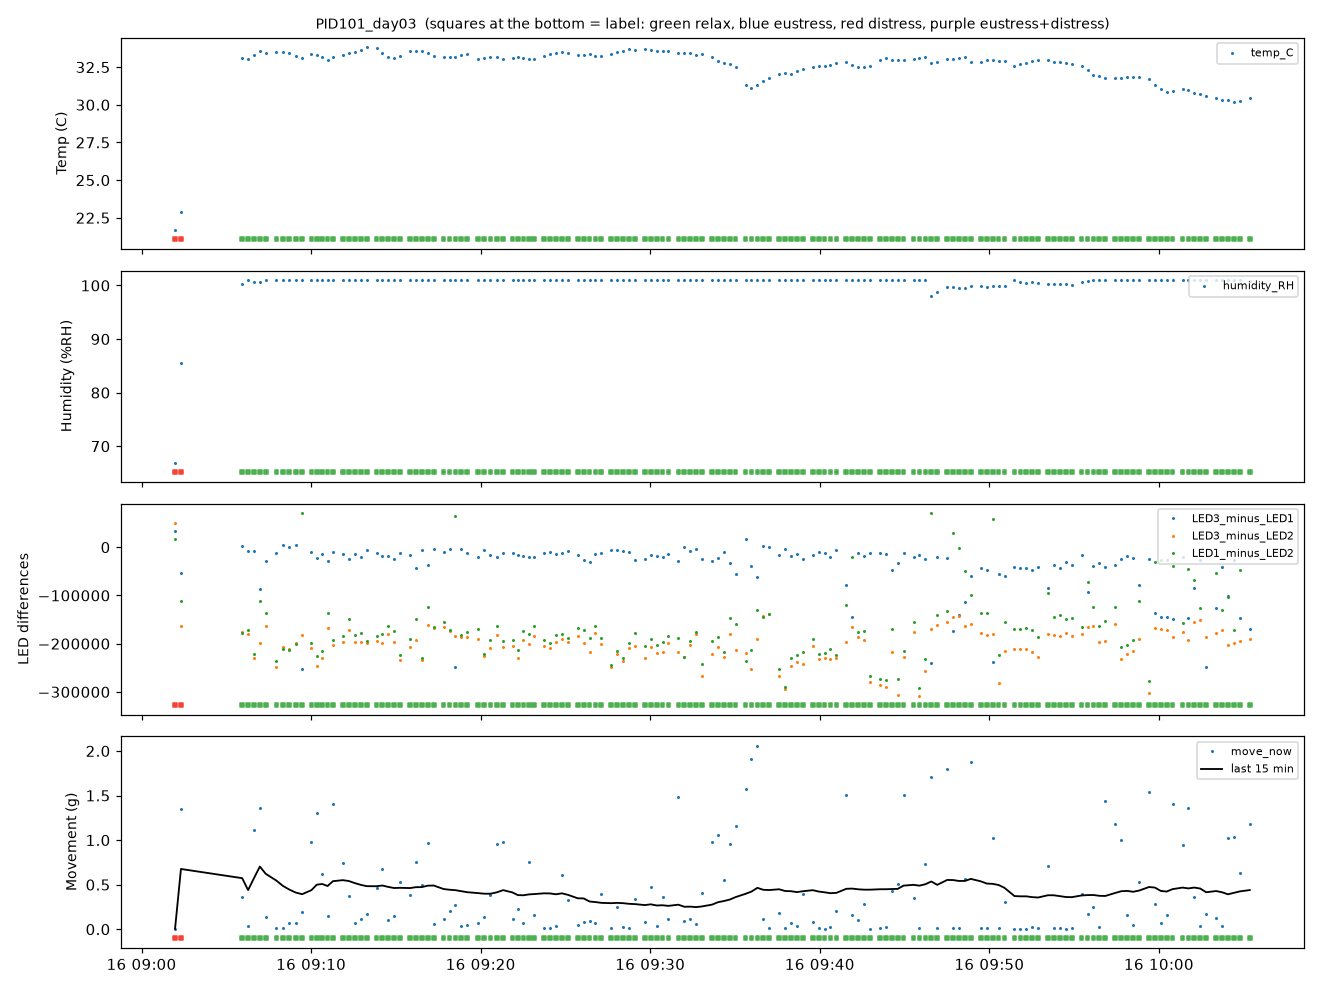 PID101_day03  (squares at the bottom = label: green relax, blue eustress, red distress, purple eustress+distress)
Temp (C)
32.5
30.0
27.5
25.0
22.5
temp_C
Humidity (%RH)
100
90
80
70
humidity_RH
LED differences
0
−100000
−200000
−300000
LED3_minus_LED1
LED3_minus_LED2
LED1_minus_LED2
Movement (g)
2.0
1.5
1.0
0.5
0.0
move_now
last 15 min
16 09:00
16 09:10
16 09:20
16 09:30
16 09:40
16 09:50
16 10:00